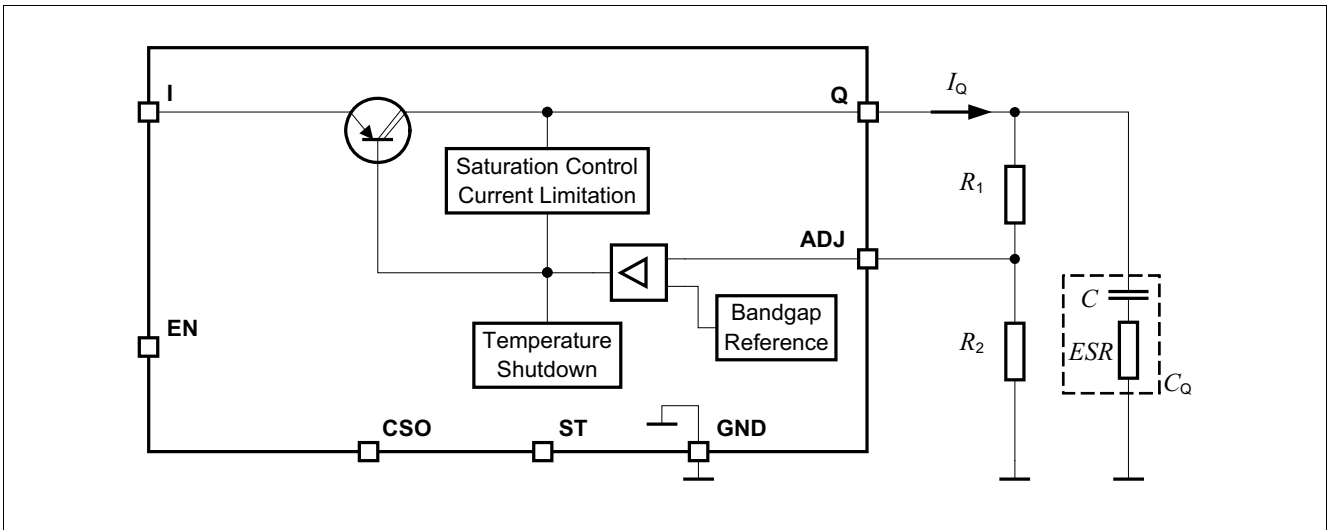 I
Q
I_Q
Saturation Control
Current Limitation
R_1
ADJ
EN
Bandgap
Reference
Temperature
Shutdown
R_2
C
ESR
C_Q
CSO
ST
GND